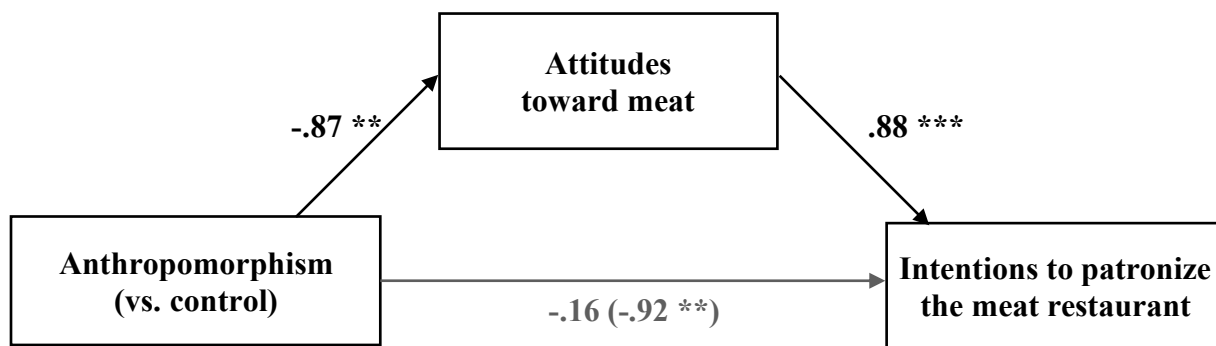 Attitudes
toward meat
-.87 **
.88 ***
Anthropomorphism
(vs. control)
-.16 (-.92 **)
Intentions to patronize
the meat restaurant